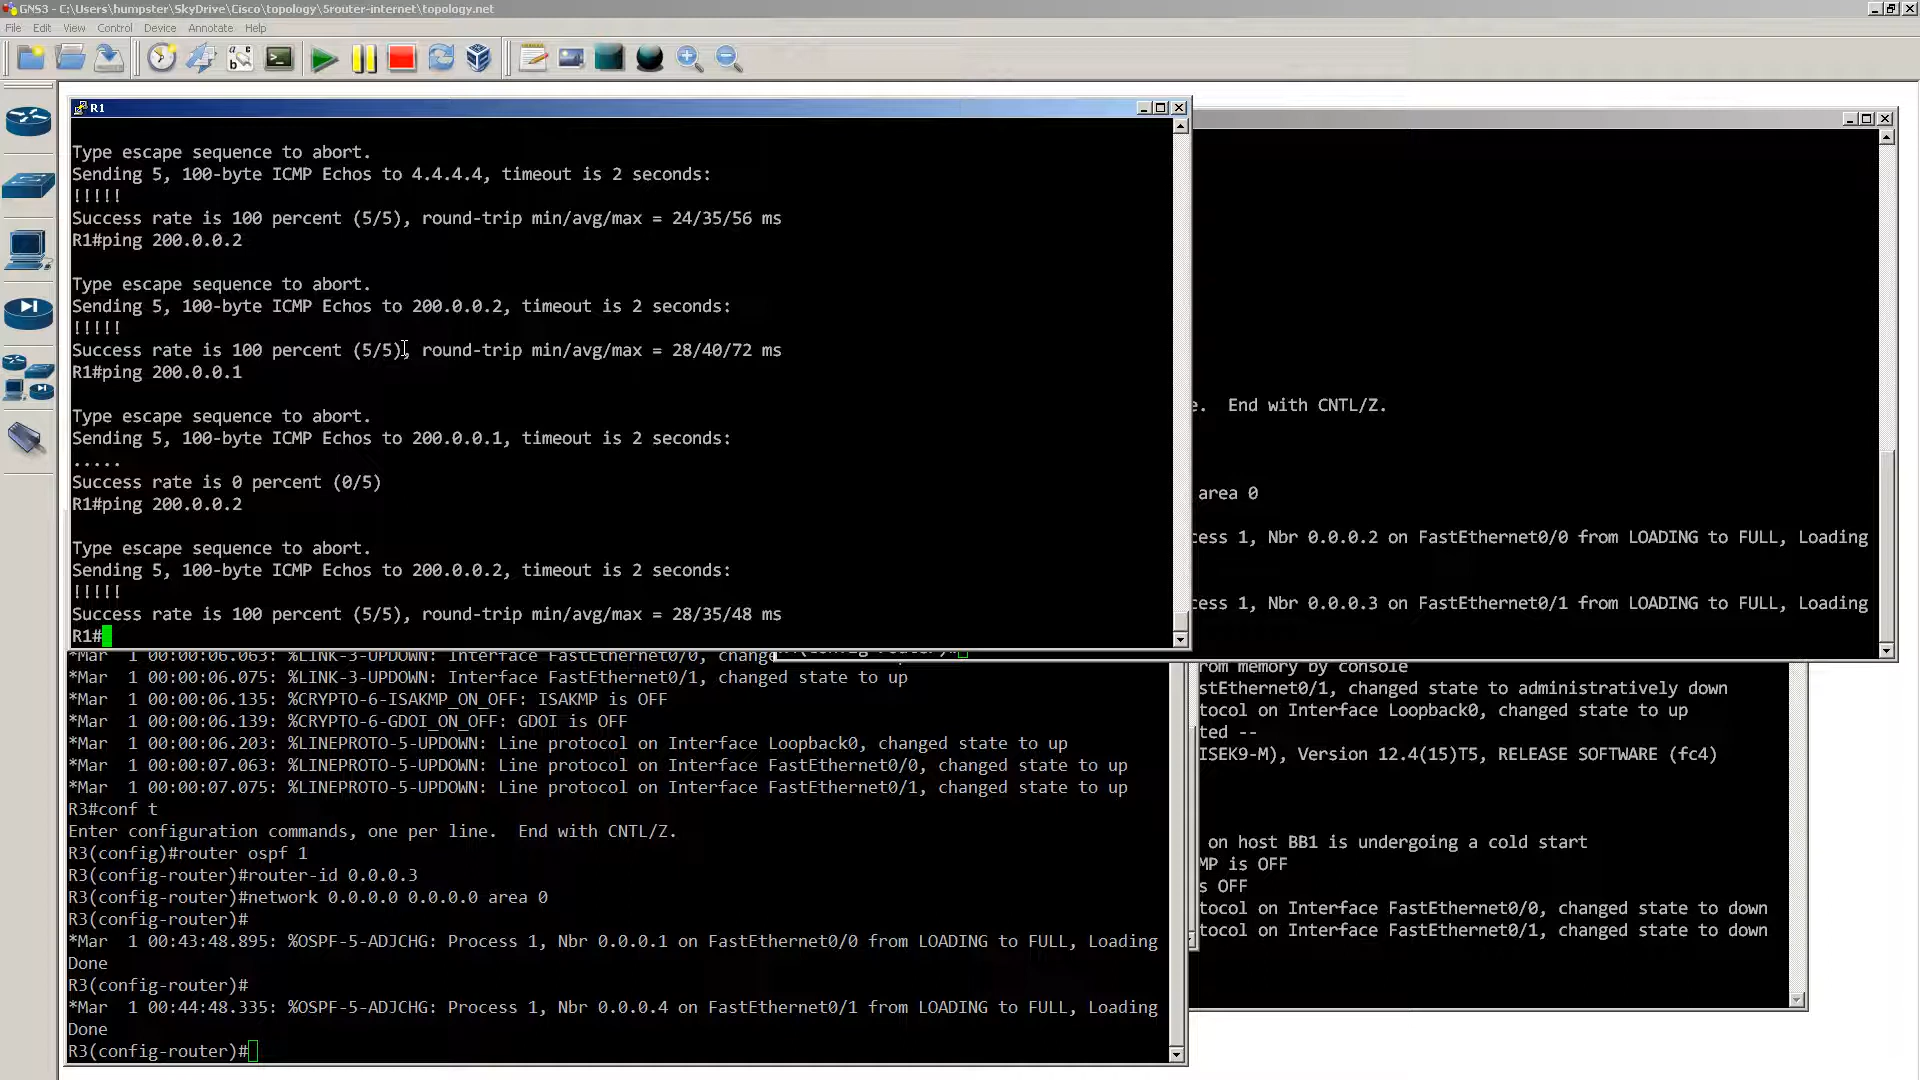 GNS3 - C:\Users\humpster\SkyDrive\Cisco\topology\5router-internet\topology.net
File Edit View Control Device Annotate Help
R1
Type escape sequence to abort.
Sending 5, 100-byte ICMP Echos to 4.4.4.4, timeout is 2 seconds:
!!!!!
Success rate is 100 percent (5/5), round-trip min/avg/max = 24/35/56 ms
R1#ping 200.0.0.2
Type escape sequence to abort.
Sending 5, 100-byte ICMP Echos to 200.0.0.2, timeout is 2 seconds:
!!!!!
Success rate is 100 percent (5/5), round-trip min/avg/max = 28/40/72 ms
R1#ping 200.0.0.1
Type escape sequence to abort.
Sending 5, 100-byte ICMP Echos to 200.0.0.1, timeout is 2 seconds:
.....
Success rate is 0 percent (0/5)
R1#ping 200.0.0.2
Type escape sequence to abort.
Sending 5, 100-byte ICMP Echos to 200.0.0.2, timeout is 2 seconds:
!!!!!
Success rate is 100 percent (5/5), round-trip min/avg/max = 28/35/48 ms
R1#
e. End with CNTL/Z.
area 0
cess 1, Nbr 0.0.0.2 on FastEthernet0/0 from LOADING to FULL, Loading
cess 1, Nbr 0.0.0.3 on FastEthernet0/1 from LOADING to FULL, Loading
*Mar 1 00:00:06.063: %LINK-3-UPDOWN: Interface FastEthernet0/0, change
*Mar 1 00:00:06.075: %LINK-3-UPDOWN: Interface FastEthernet0/1, changed state to up
*Mar 1 00:00:06.135: %CRYPTO-6-ISAKMP_ON_OFF: ISAKMP is OFF
*Mar 1 00:00:06.139: %CRYPTO-6-GDOI_ON_OFF: GDOI is OFF
*Mar 1 00:00:06.203: %LINEPROTO-5-UPDOWN: Line protocol on Interface Loopback0, changed state to up
*Mar 1 00:00:07.063: %LINEPROTO-5-UPDOWN: Line protocol on Interface FastEthernet0/0, changed state to up
*Mar 1 00:00:07.075: %LINEPROTO-5-UPDOWN: Line protocol on Interface FastEthernet0/1, changed state to up
R3#conf t
Enter configuration commands, one per line. End with CNTL/Z.
R3(config)#router ospf 1
R3(config-router)#router-id 0.0.0.3
R3(config-router)#network 0.0.0.0 0.0.0.0 area 0
R3(config-router)#
*Mar 1 00:43:48.895: %OSPF-5-ADJCHG: Process 1, Nbr 0.0.0.1 on FastEthernet0/0 from LOADING to FULL, Loading
Done
R3(config-router)#
*Mar 1 00:44:48.335: %OSPF-5-ADJCHG: Process 1, Nbr 0.0.0.4 on FastEthernet0/1 from LOADING to FULL, Loading
Done
R3(config-router)#
rom memory by console
stEthernet0/1, changed state to administratively down
tocol on Interface Loopback0, changed state to up
ted --
ISEK9-M), Version 12.4(15)T5, RELEASE SOFTWARE (fc4)
on host BB1 is undergoing a cold start
MP is OFF
s OFF
tocol on Interface FastEthernet0/0, changed state to down
tocol on Interface FastEthernet0/1, changed state to down